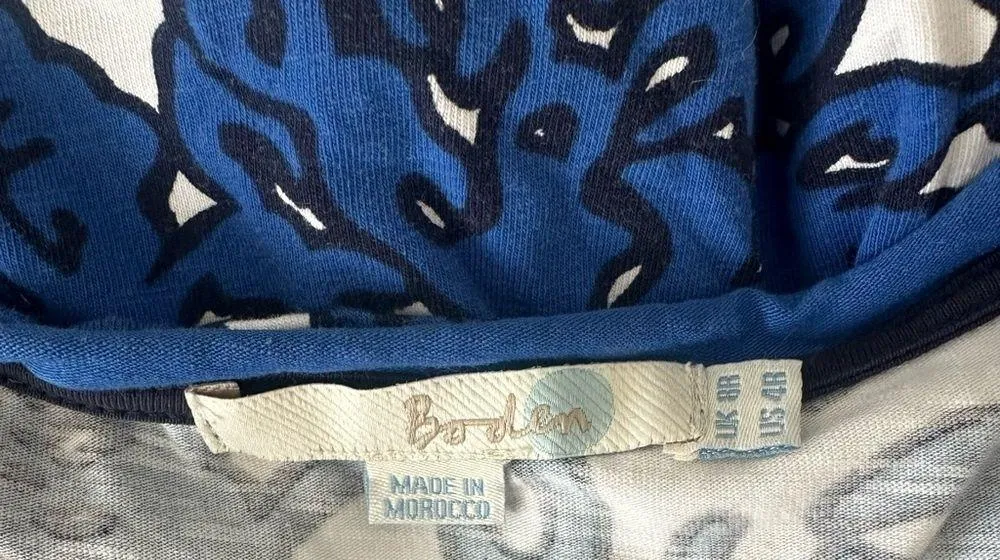 Boden
UK 8R
US 4R
MADE IN
MOROCCO